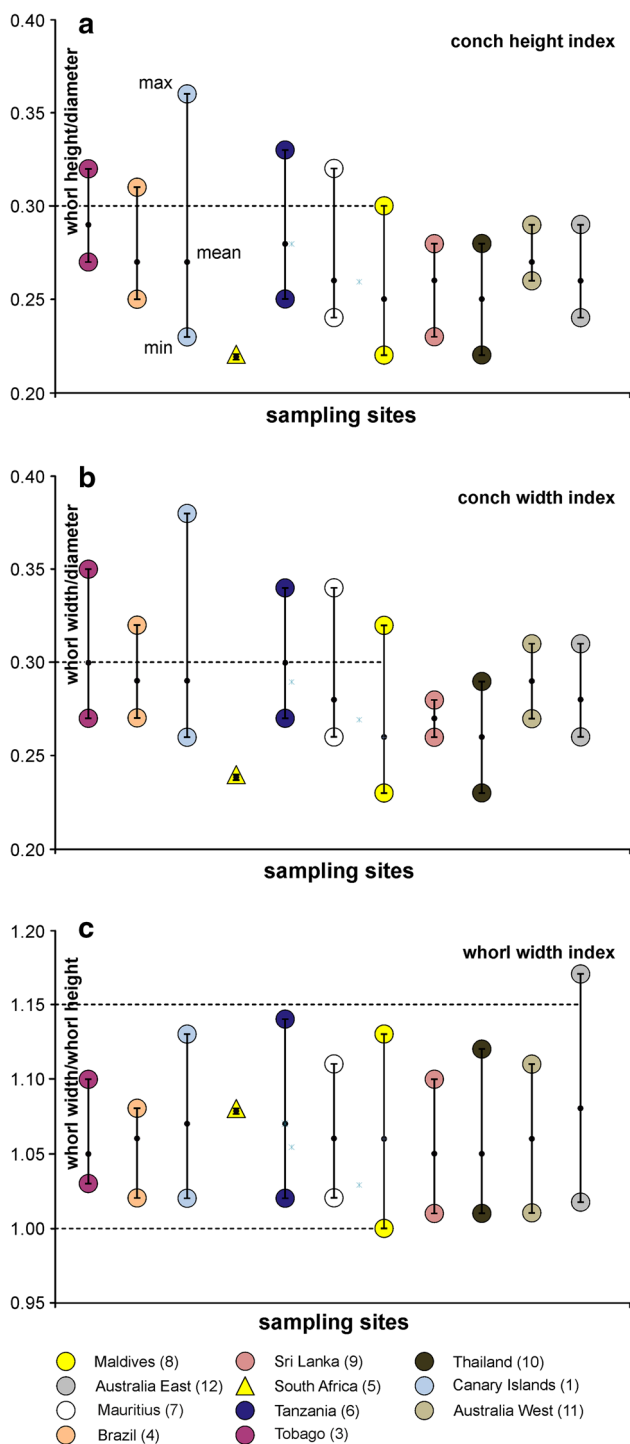 a
conch height index
whorl height/diameter
0.40
0.35
0.30
0.25
0.20
max
mean
min
sampling sites
b
conch width index
whorl width/diameter
0.40
0.35
0.30
0.25
0.20
sampling sites
c
whorl width index
whorl width/whorl height
1.20
1.15
1.10
1.05
1.00
0.95
sampling sites
Maldives (8) Sri Lanka (9) Thailand (10)
Australia East (12) South Africa (5) Canary Islands (1)
Mauritius (7) Tanzania (6) Australia West (11)
Brazil (4) Tobago (3)